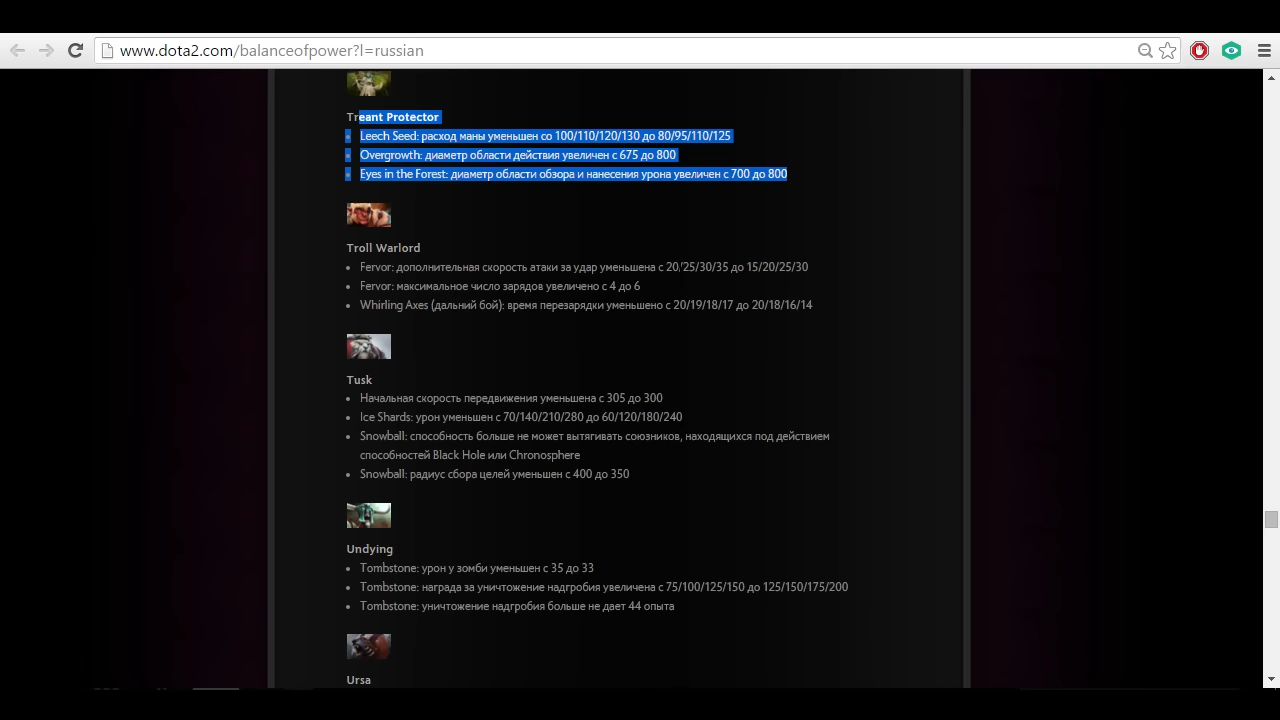 www.dota2.com/balanceofpower?l=russian
Treant Protector
Leech Seed: расход маны уменьшен со 100/110/120/130 до 80/95/110/125
Overgrowth: диаметр области действия увеличен с 675 до 800
Eyes in the Forest: диаметр области обзора и нанесения урона увеличен с 700 до 800
Troll Warlord
Fervor: дополнительная скорость атаки за удар уменьшена с 20/25/30/35 до 15/20/25/30
Fervor: максимальное число зарядов увеличено с 4 до 6
Whirling Axes (дальний бой): время перезарядки уменьшено с 20/19/18/17 до 20/18/16/14
Tusk
Начальная скорость передвижения уменьшена с 305 до 300
Ice Shards: урон уменьшен с 70/140/210/280 до 60/120/180/240
Snowball: способность больше не может вытягивать союзников, находящихся под действием
способностей Black Hole или Chronosphere
Snowball: радиус сбора целей уменьшен с 400 до 350
Undying
Tombstone: урон у зомби уменьшен с 35 до 33
Tombstone: награда за уничтожение надгробия увеличена с 75/100/125/150 до 125/150/175/200
Tombstone: уничтожение надгробия больше не дает 44 опыта
Ursa